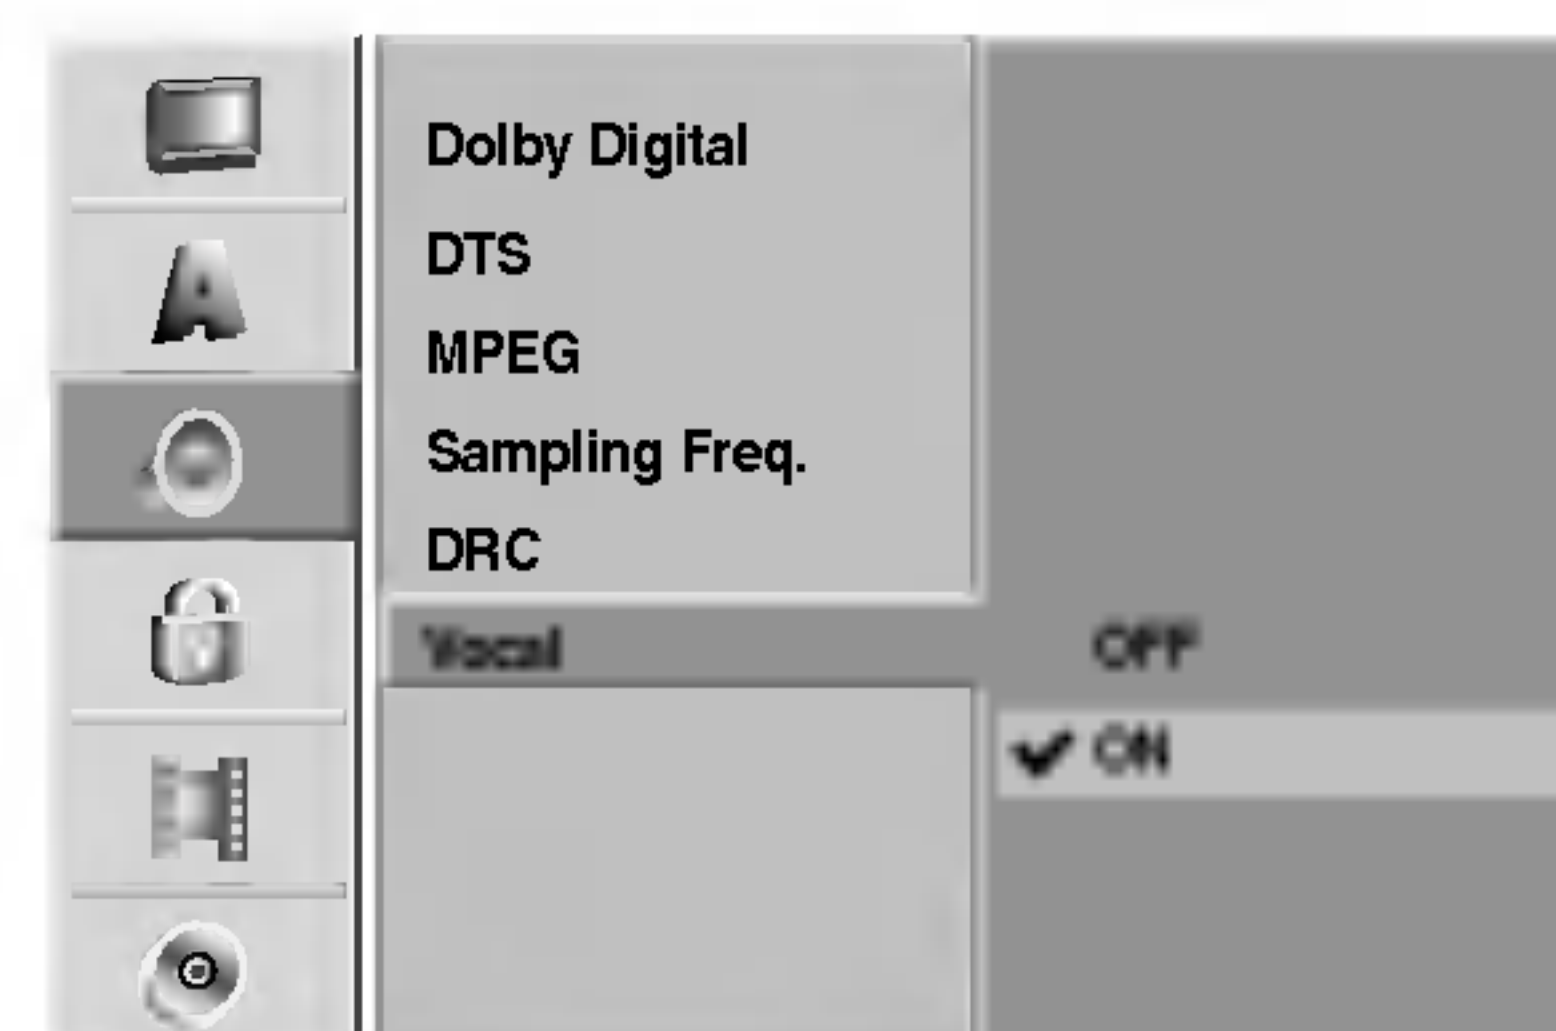 Dolby Digital
DTS
MPEG
Sampling Freq.
DRC
Vocal OFF
ON